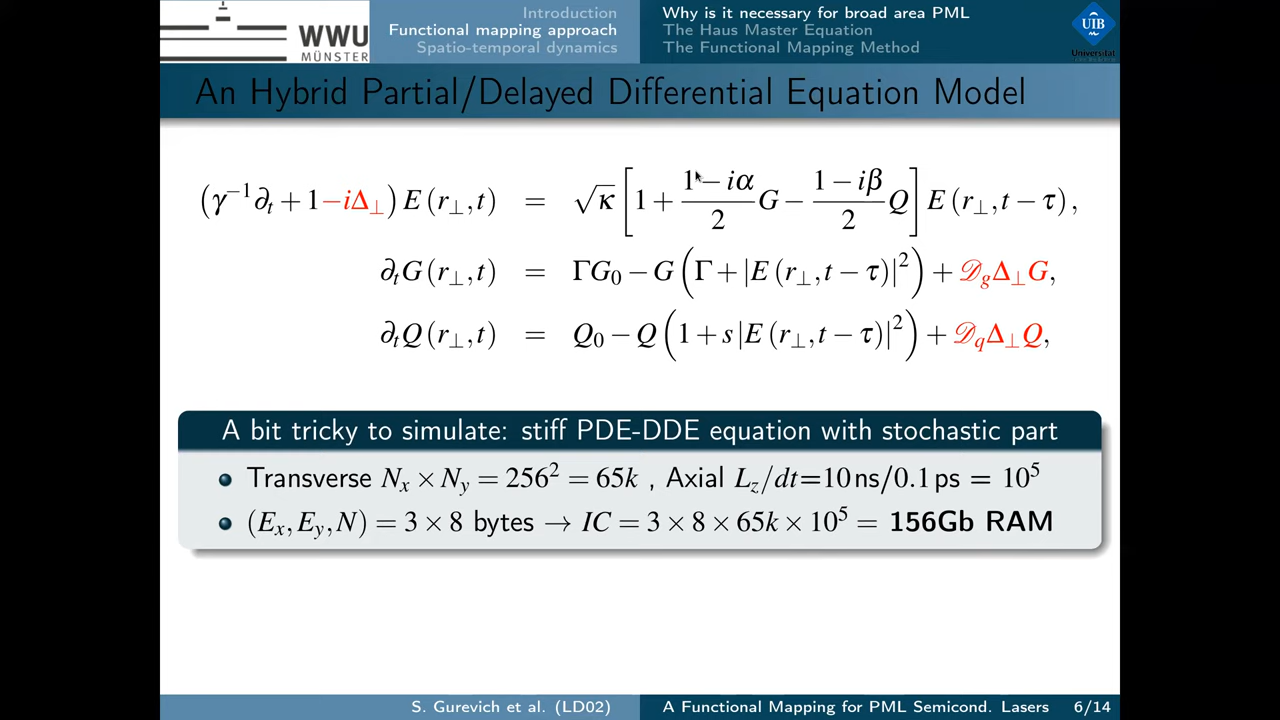 Introduction
Functional mapping approach
Spatio-temporal dynamics
Why is it necessary for broad area PML
The Haus Master Equation
The Functional Mapping Method
WWU
MÜNSTER
UIB
An Hybrid Partial/Delayed Differential Equation Model
(γ⁻¹∂ₜ + 1−iΔ⊥) E (r⊥,t) = √κ [1 + (1−iα)/2 G − (1−iβ)/2 Q] E (r⊥,t−τ),
∂ₜG(r⊥,t) = ΓG₀ − G (Γ + |E(r⊥,t−τ)|²) + 𝒟_gΔ⊥G,
∂ₜQ(r⊥,t) = Q₀ − Q (1 + s|E(r⊥,t−τ)|²) + 𝒟_qΔ⊥Q,
A bit tricky to simulate: stiff PDE-DDE equation with stochastic part
Transverse Nₓ × N_y = 256² = 65k , Axial L_z/dt=10 ns/0.1 ps = 10⁵
(Eₓ,E_y,N) = 3 × 8 bytes → IC = 3 × 8 × 65k × 10⁵ = 156Gb RAM
S. Gurevich et al. (LD02)
A Functional Mapping for PML Semicond. Lasers 6/14